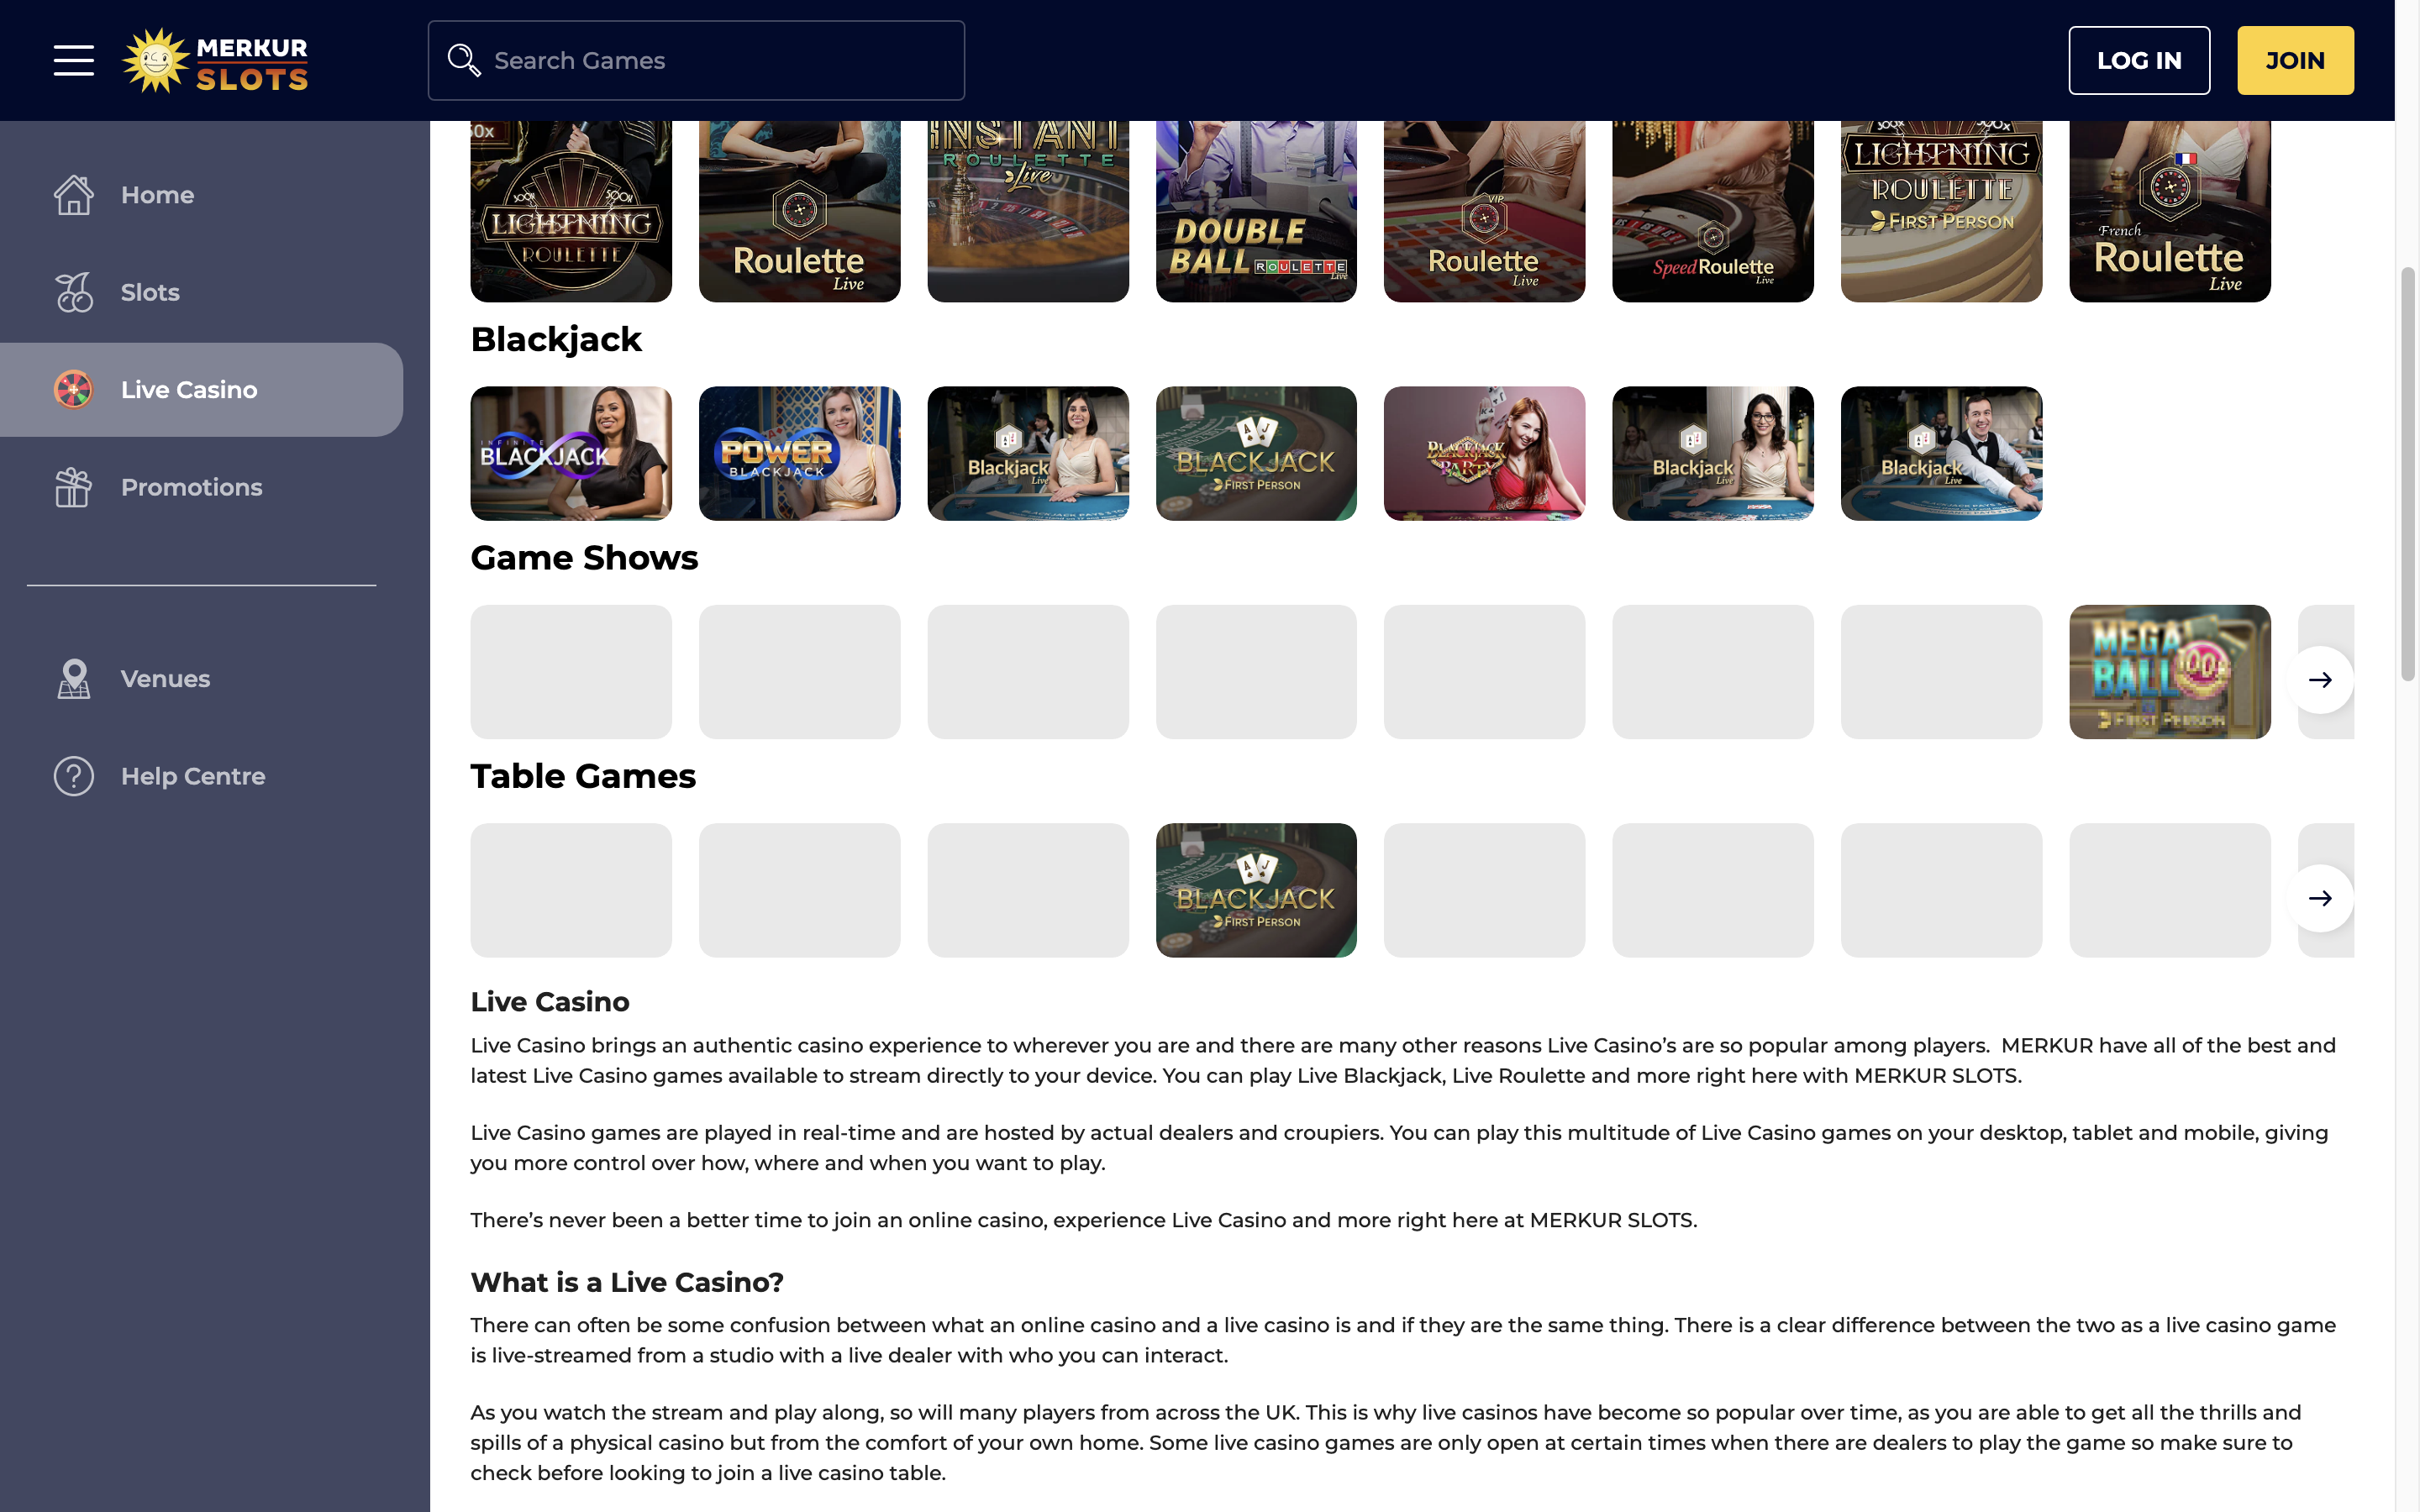 MERKUR
SLOTS
Search Games
LOG IN
JOIN
Home
Slots
Live Casino
Promotions
Venues
Help Centre
50x
500x 500x
LIGHTNING
ROULETTE
Roulette
Live
INSTANT
ROULETTE
Live
DOUBLE
BALL ROULETTE
Live
VIP
Roulette
Live
Speed Roulette
Live
LIGHTNING
ROULETTE
FIRST PERSON
French
Roulette
Live
Blackjack
INFINITE
BLACKJACK
POWER
BLACKJACK
Blackjack
Live
A J
BLACKJACK
FIRST PERSON
BLACKJACK
PARTY
Blackjack
Live
Blackjack
Live
Game Shows
MEGA
BALL 100x
FIRST PERSON
Table Games
A J
BLACKJACK
FIRST PERSON
Live Casino
Live Casino brings an authentic casino experience to wherever you are and there are many other reasons Live Casino’s are so popular among players.  MERKUR have all of the best and
latest Live Casino games available to stream directly to your device. You can play Live Blackjack, Live Roulette and more right here with MERKUR SLOTS.
Live Casino games are played in real-time and are hosted by actual dealers and croupiers. You can play this multitude of Live Casino games on your desktop, tablet and mobile, giving
you more control over how, where and when you want to play.
There’s never been a better time to join an online casino, experience Live Casino and more right here at MERKUR SLOTS.
What is a Live Casino?
There can often be some confusion between what an online casino and a live casino is and if they are the same thing. There is a clear difference between the two as a live casino game
is live-streamed from a studio with a live dealer with who you can interact.
As you watch the stream and play along, so will many players from across the UK. This is why live casinos have become so popular over time, as you are able to get all the thrills and
spills of a physical casino but from the comfort of your own home. Some live casino games are only open at certain times when there are dealers to play the game so make sure to
check before looking to join a live casino table.